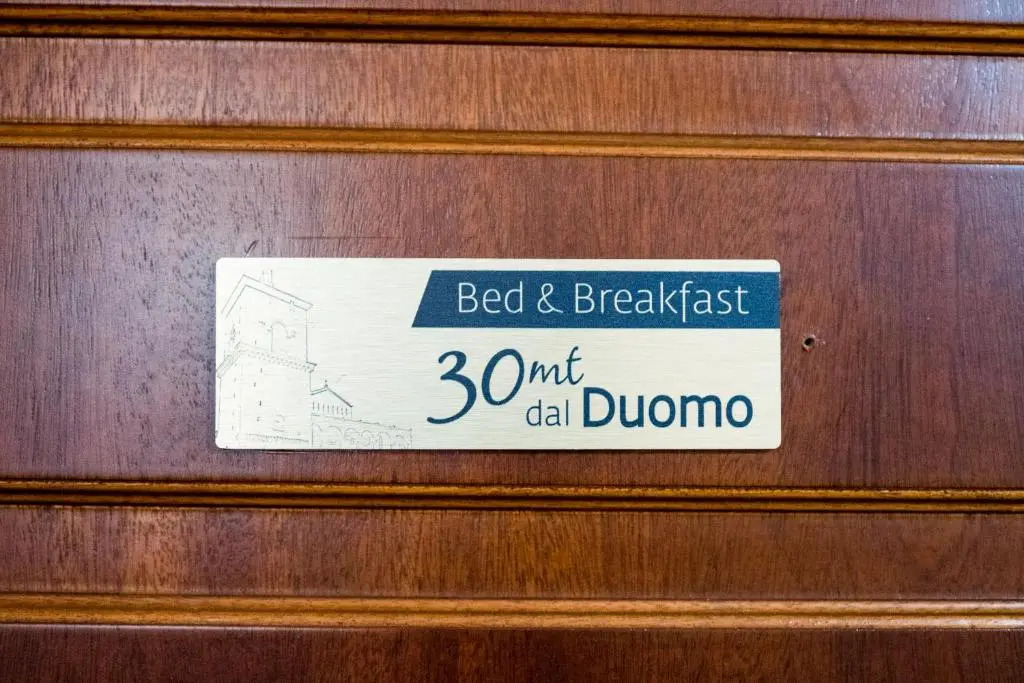 Bed & Breakfast
30mt
dal Duomo